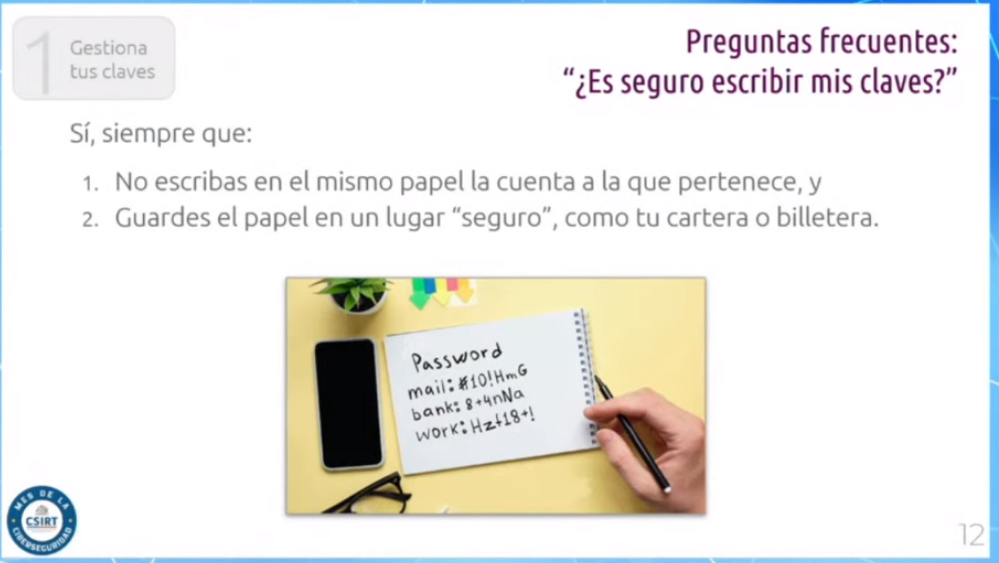 1
Gestiona
tus claves
Preguntas frecuentes:
“¿Es seguro escribir mis claves?”
Sí, siempre que:
1. No escribas en el mismo papel la cuenta a la que pertenece, y
2. Guardes el papel en un lugar “seguro”, como tu cartera o billetera.
Password
mail: #10!HmG
bank: 8+4nNa
work: Hzt18+!
MES DE LA
CSIRT
CIBERSEGURIDAD
12